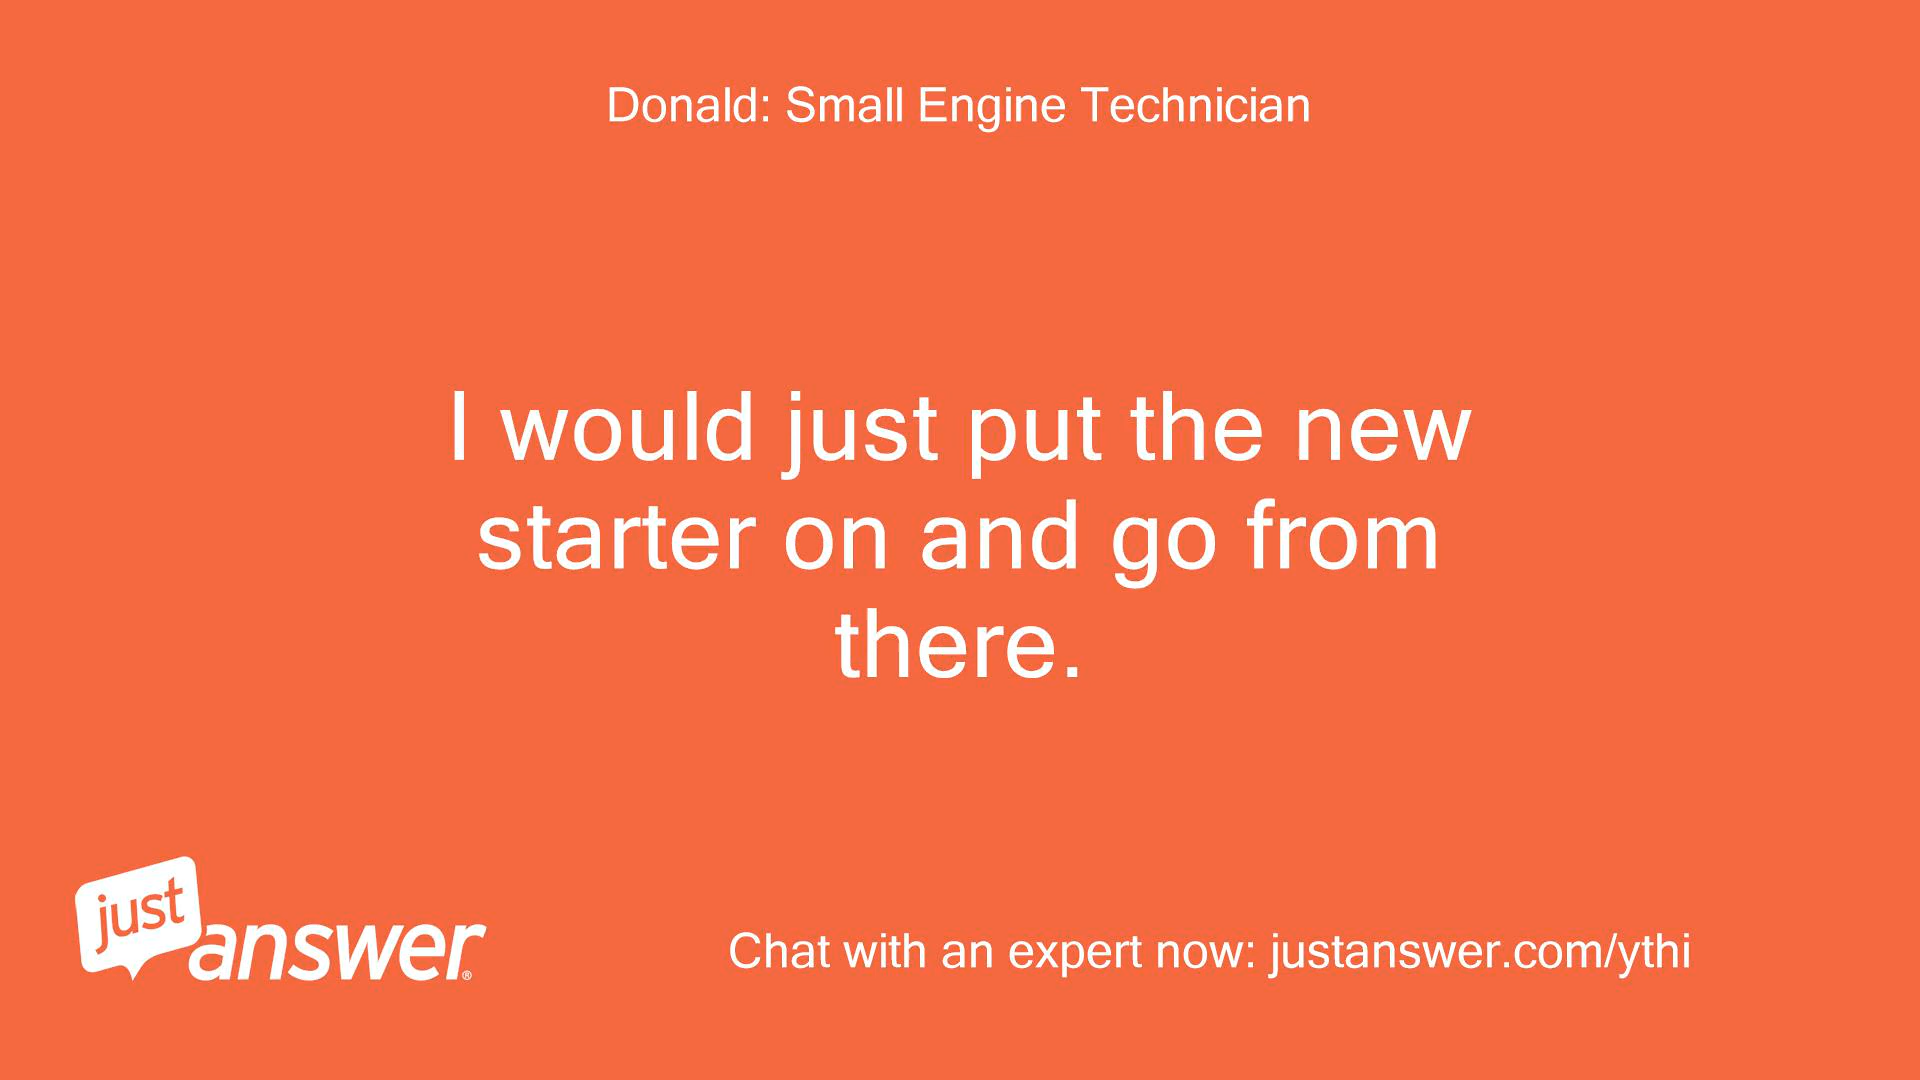 Donald: Small Engine Technician
I would just put the new
starter on and go from
there.
just
answer®
Chat with an expert now: justanswer.com/ythi